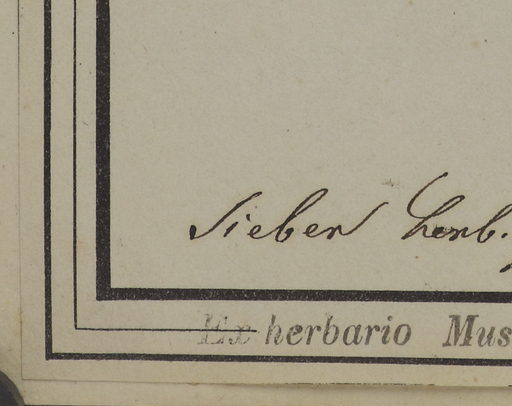 Sieber herb.
Ex herbario Mus